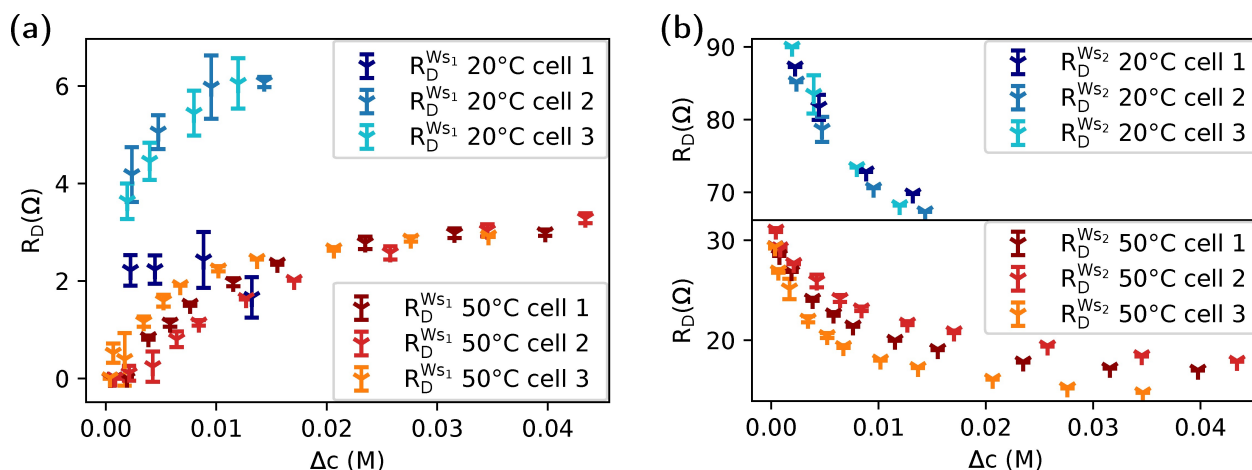 (a)
R_D(Ω)
6
4
2
0
R_D^{Ws_1} 20°C cell 1
R_D^{Ws_1} 20°C cell 2
R_D^{Ws_1} 20°C cell 3
R_D^{Ws_1} 50°C cell 1
R_D^{Ws_1} 50°C cell 2
R_D^{Ws_1} 50°C cell 3
0.00 0.01 0.02 0.03 0.04
Δc (M)
(b)
R_D(Ω)
90
80
70
R_D^{Ws_2} 20°C cell 1
R_D^{Ws_2} 20°C cell 2
R_D^{Ws_2} 20°C cell 3
R_D(Ω)
30
20
R_D^{Ws_2} 50°C cell 1
R_D^{Ws_2} 50°C cell 2
R_D^{Ws_2} 50°C cell 3
0.00 0.01 0.02 0.03 0.04
Δc (M)